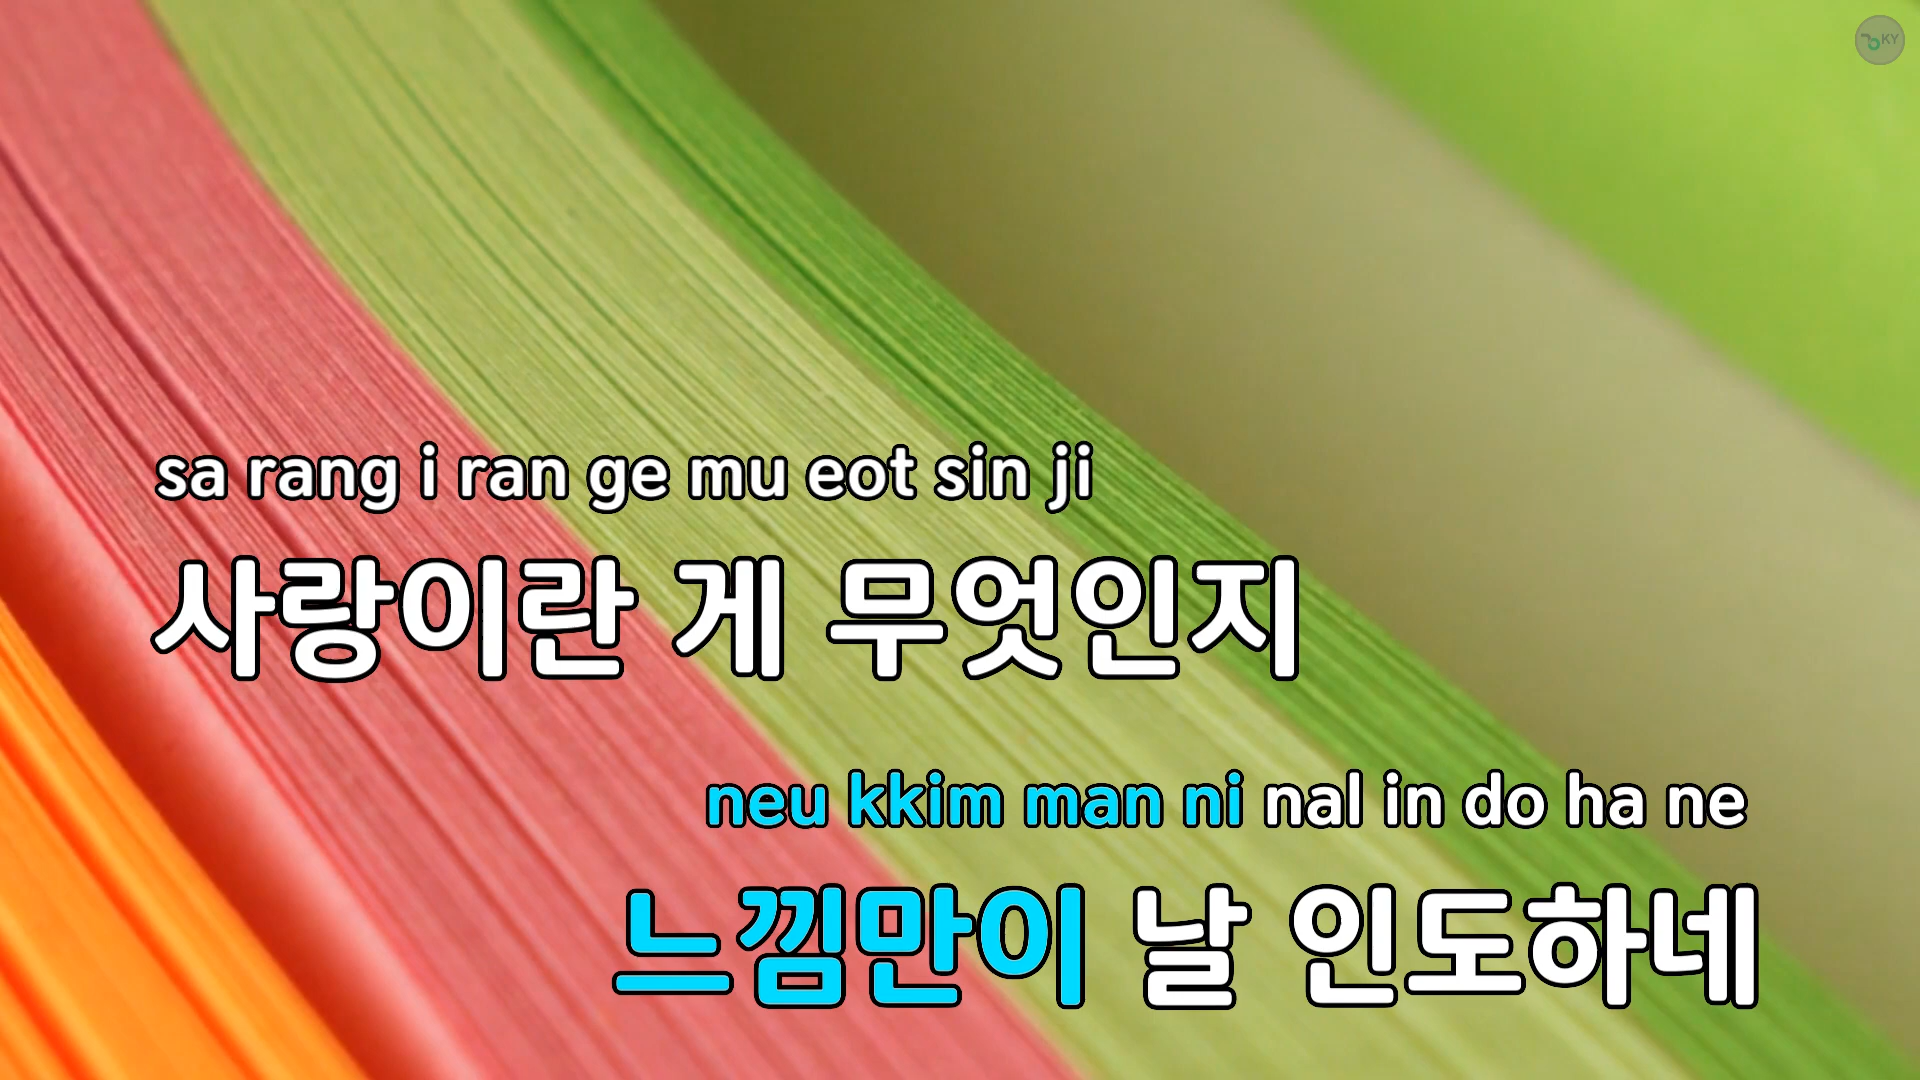 KY
sa rang i ran ge mu eot sin ji
사랑이란 게 무엇인지
neu kkim man ni nal in do ha ne
느낌만이 날 인도하네